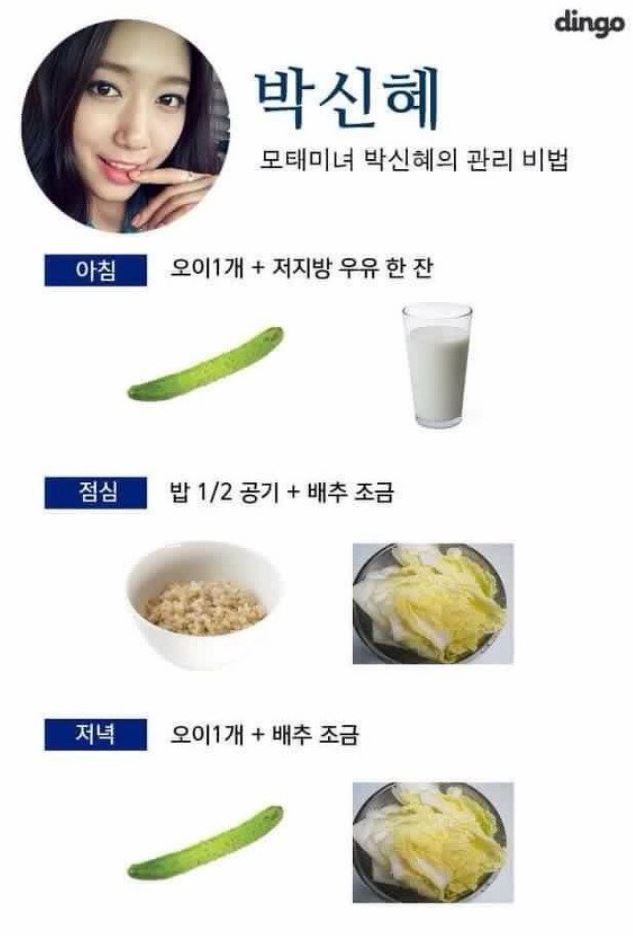 dingo
박신혜
모태미녀 박신혜의 관리 비법
아침 오이1개 + 저지방 우유 한 잔
점심 밥 1/2 공기 + 배추 조금
저녁 오이1개 + 배추 조금